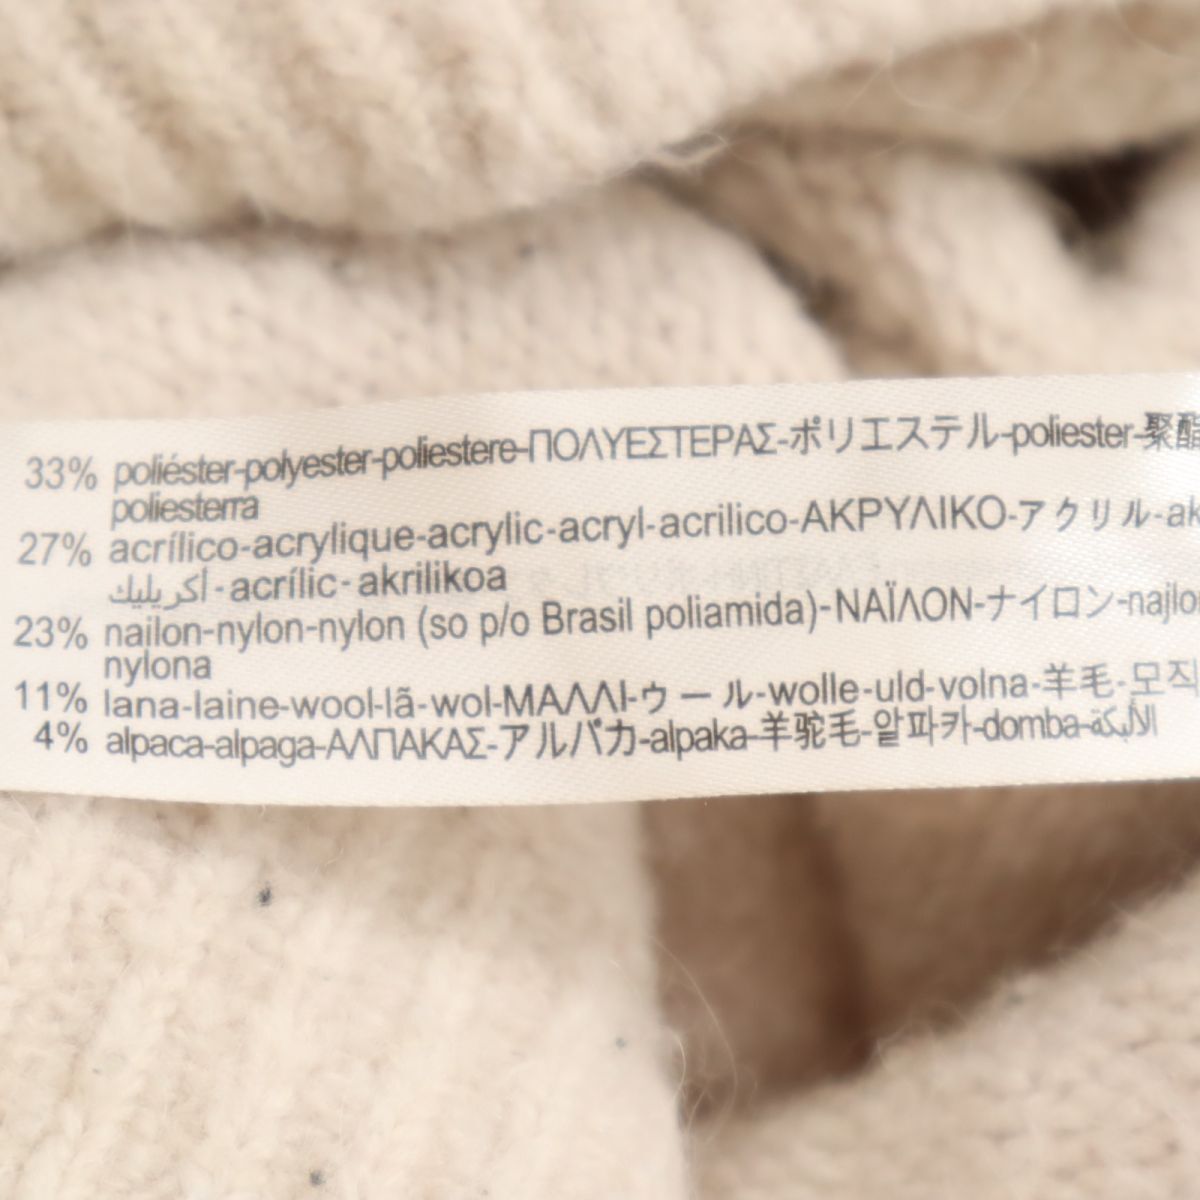 33% poliéster-polyester-poliestere-ΠΟΛΥΕΣΤΕΡΑΣ-ポリエステル-poliester-聚酯
poliesterra
27% acrílico-acrylique-acrylic-acryl-acrilico-ΑΚΡΥΛΙΚΟ-アクリル-ak
أكريليك-acrílic-akrilikoa
23% nailon-nylon-nylon (so p/o Brasil poliamida)-ΝΑΪΛΟΝ-ナイロン-najlo
nylona
11% lana-laine-wool-lã-wol-ΜΑΛΛΙ-ウール-wolle-uld-volna-羊毛-모직
4% alpaca-alpaga-ΑΛΠΑΚΑΣ-アルパカ-alpaka-羊驼毛-알파카-domba-